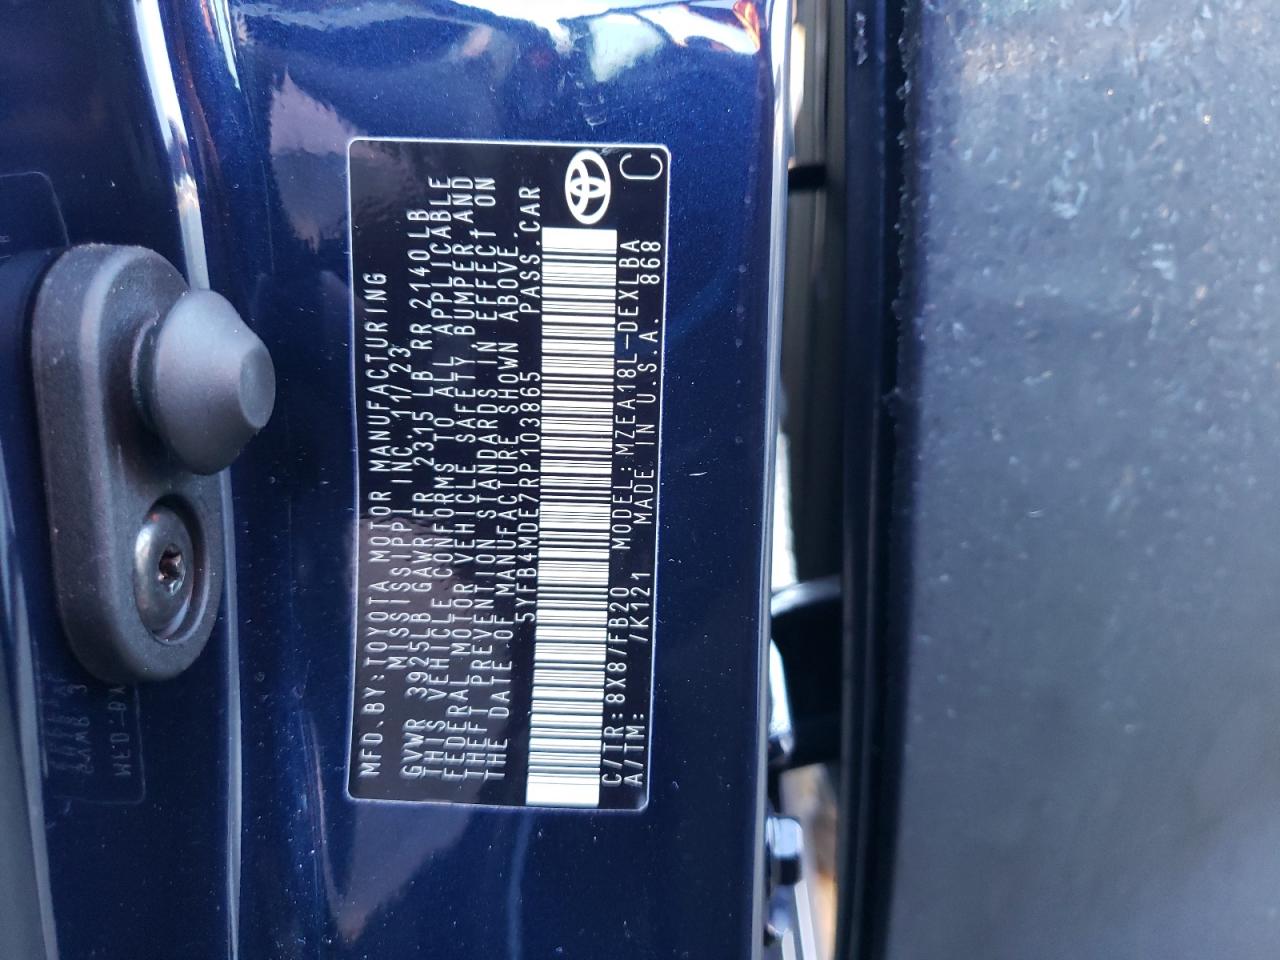 MFD.BY:TOYOTA MOTOR MANUFACTURING
MISSISSIPPI INC.11/23
GVWR 3925LB GAWR FR 2315 LB RR 2140 LB
THIS VEHICLE CONFORMS TO ALL APPLICABLE
FEDERAL MOTOR VEHICLE SAFETY, BUMPER AND
THEFT PREVENTION STANDARDS IN EFFECT ON
THE DATE OF MANUFACTURE SHOWN ABOVE.
5YFB4MDE7RP103865 PASS.CAR
C/TR:8X8/FB20 MODEL:MZEA18L-DEXLBA
A/TM: /K121 MADE IN U.S.A. 868
C